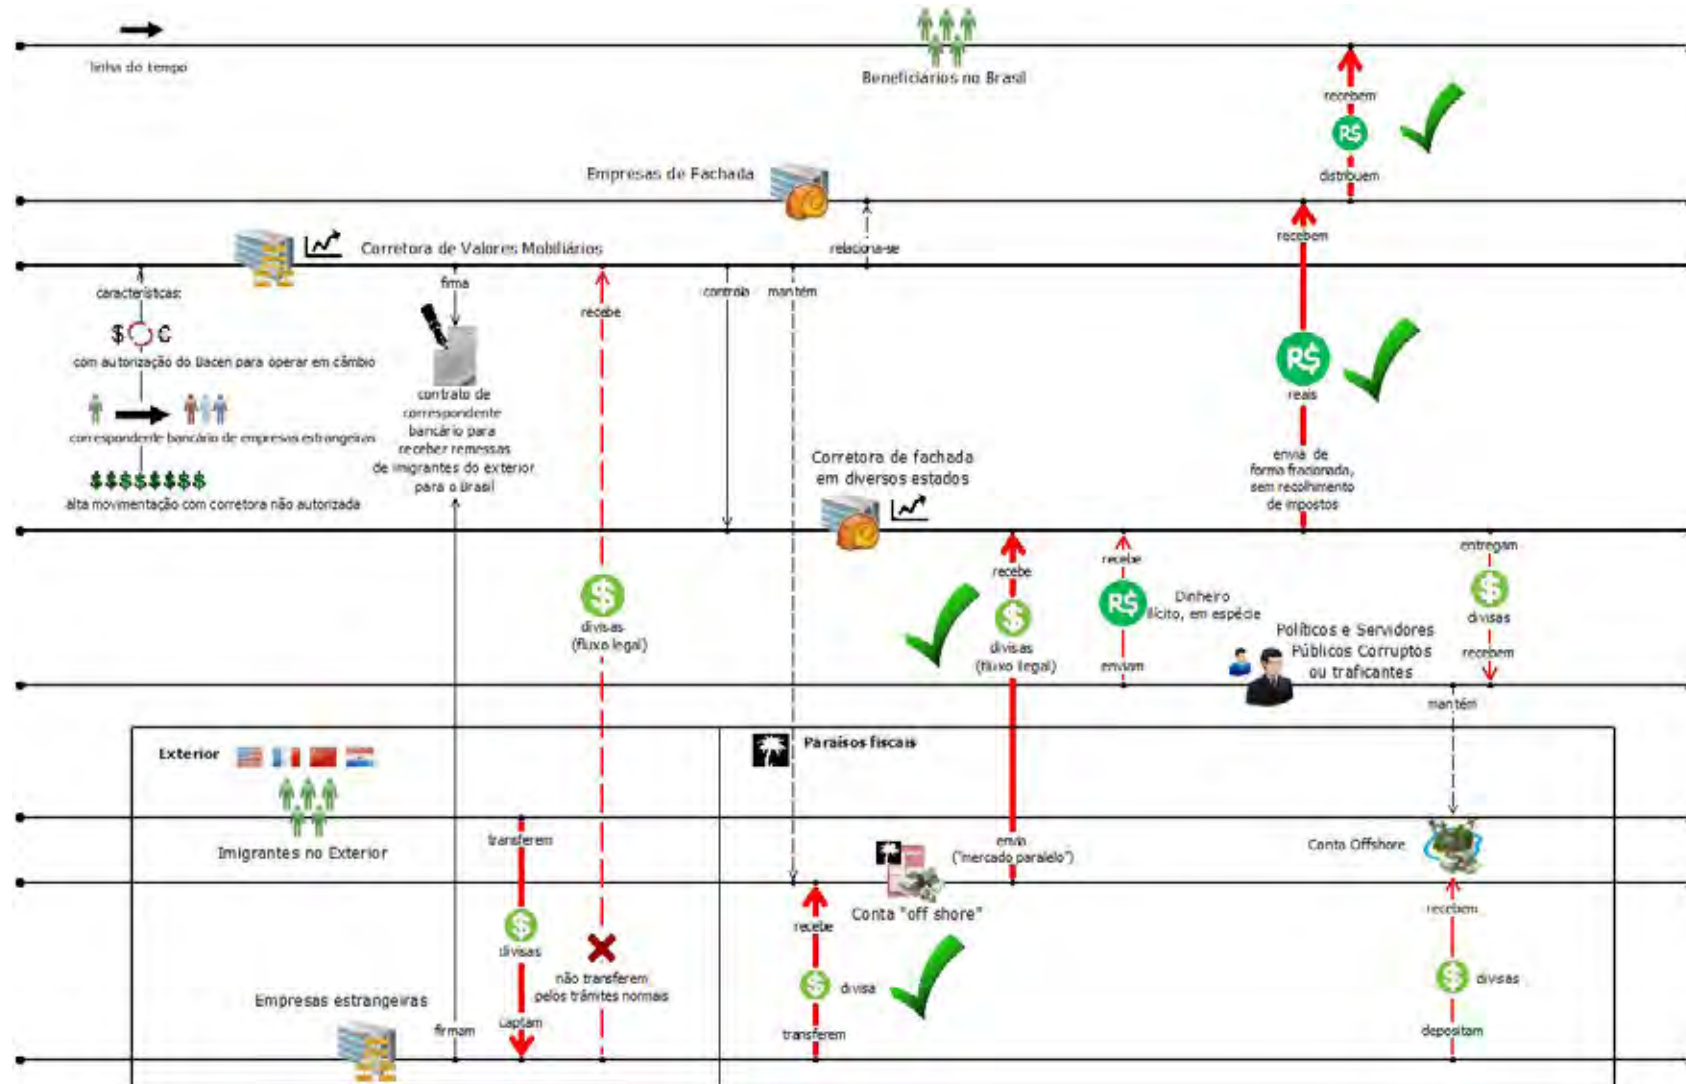 linha do tempo
Beneficiários no Brasil
recebem
R$
distribuem
Empresas de Fachada
relaciona-se
recebem
Corretora de Valores Mobiliários
características:
$ €
com autorização do Bacen para operar em câmbio
correspondente bancário de empresas estrangeiras
$$$$$$$$
alta movimentação com corretora não autorizada
firma
contrato de
correspondente
bancário para
receber remessas
de imigrantes do exterior
para o Brasil
recebe
controla
mantém
R$
reais
envia de
forma fracionada,
sem recolhimento
de impostos
Corretora de fachada
em diversos estados
$
divisas
(fluxo legal)
recebe
$
divisas
(fluxo legal)
recebe
R$
Dinheiro
ilícito, em espécie
enviam
Políticos e Servidores
Públicos Corruptos
ou traficantes
entregam
$
divisas
recebem
mantém
Exterior
Imigrantes no Exterior
transferem
$
divisas
captam
não transferem
pelos trâmites normais
Empresas estrangeiras
firmam
Paraísos fiscais
envia
("mercado paralelo")
Conta "off shore"
recebe
$
divisa
transferem
Conta Offshore
recebem
$
divisas
depositam